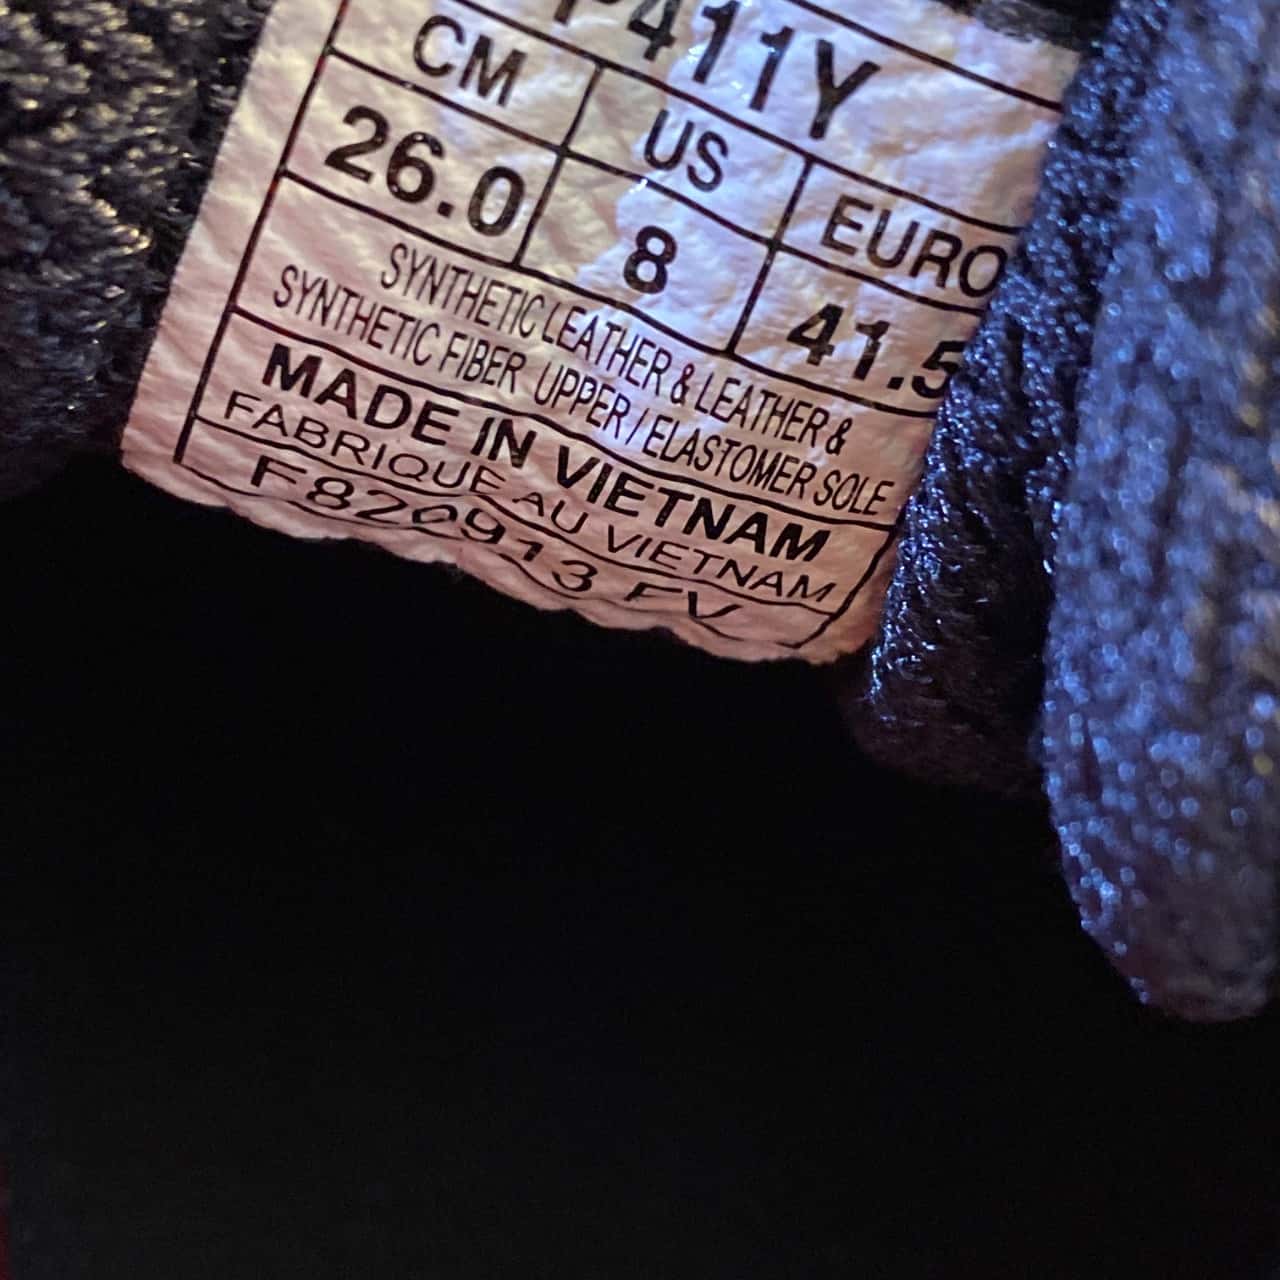 P411Y
CM US EURO
26.0 8 41.5
SYNTHETIC LEATHER & LEATHER &
SYNTHETIC FIBER UPPER / ELASTOMER SOLE
MADE IN VIETNAM
FABRIQUE AU VIETNAM
F820913 FV